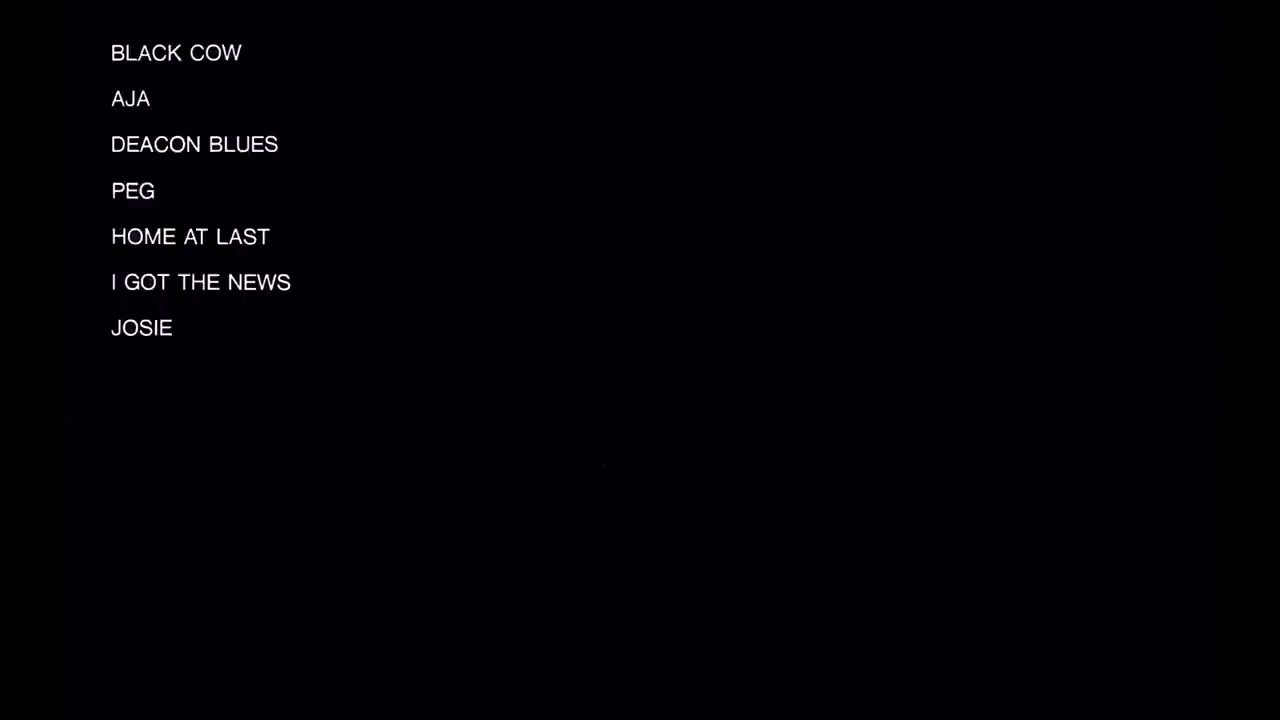 BLACK COW
AJA
DEACON BLUES
PEG
HOME AT LAST
I GOT THE NEWS
JOSIE